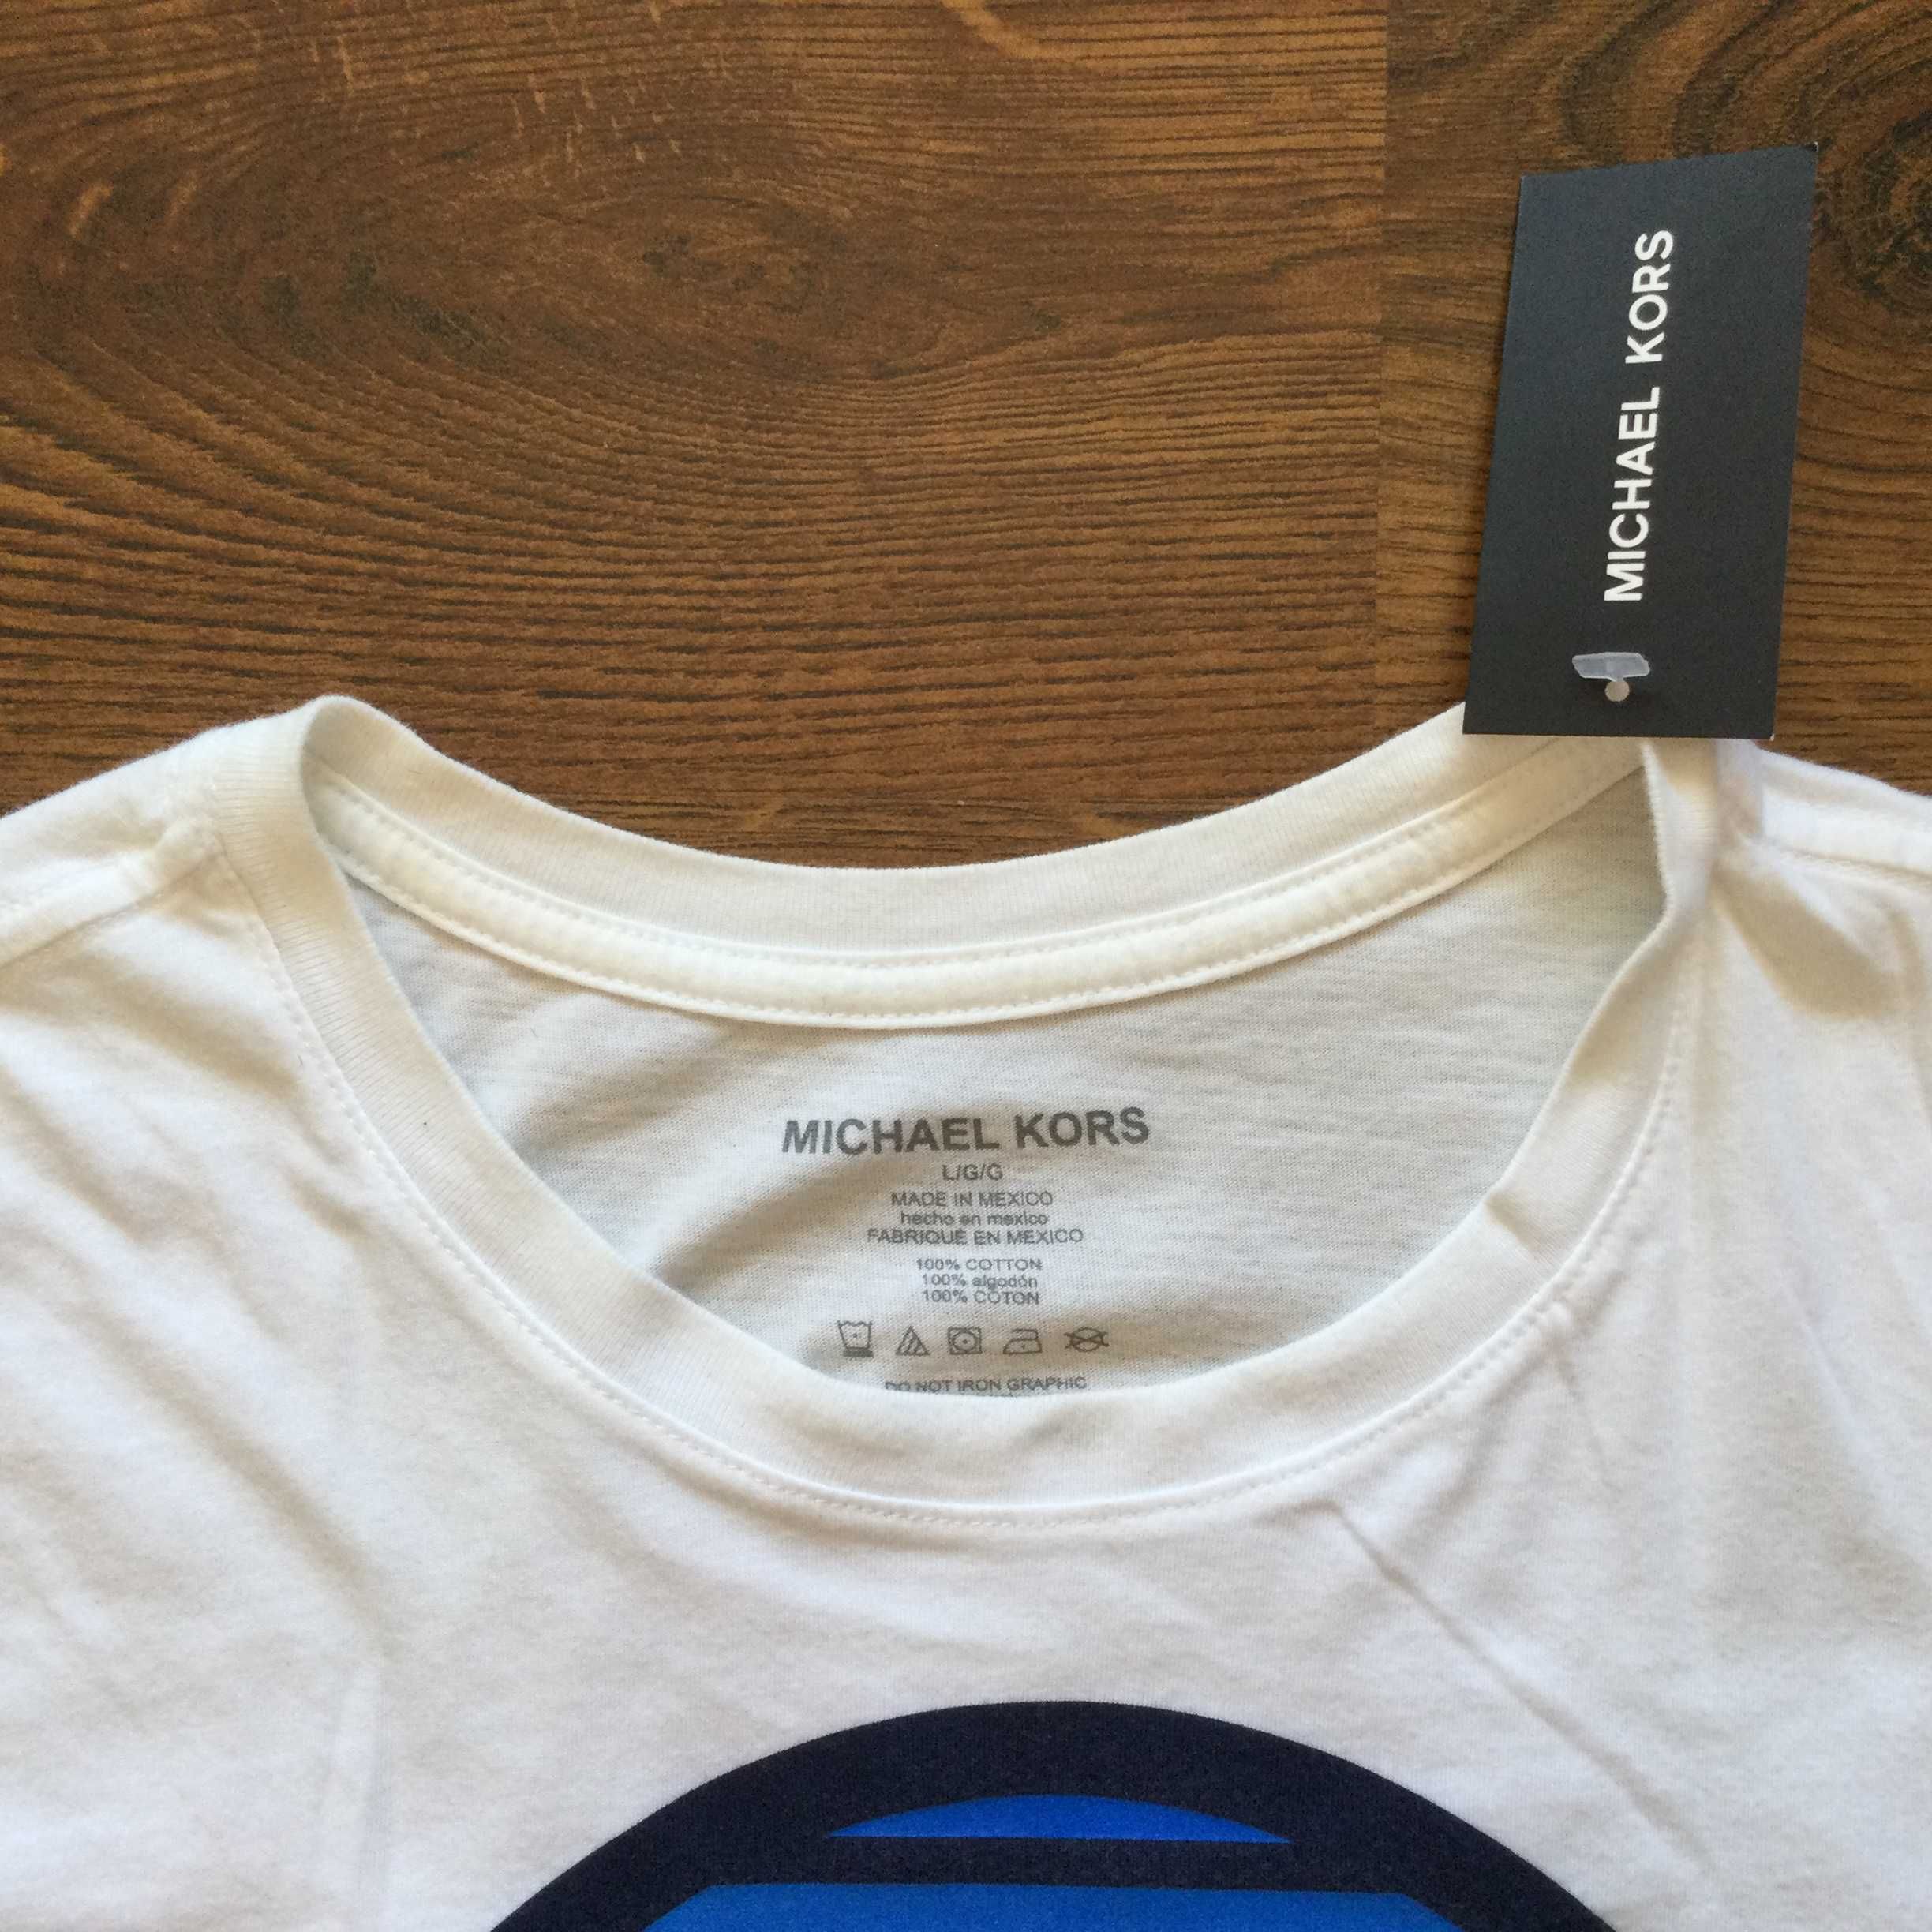 MICHAEL KORS
MICHAEL KORS
L/G/G
MADE IN MEXICO
hecho en mexico
FABRIQUÉ EN MEXICO
100% COTTON
100% algodón
100% COTON
DO NOT IRON GRAPHIC